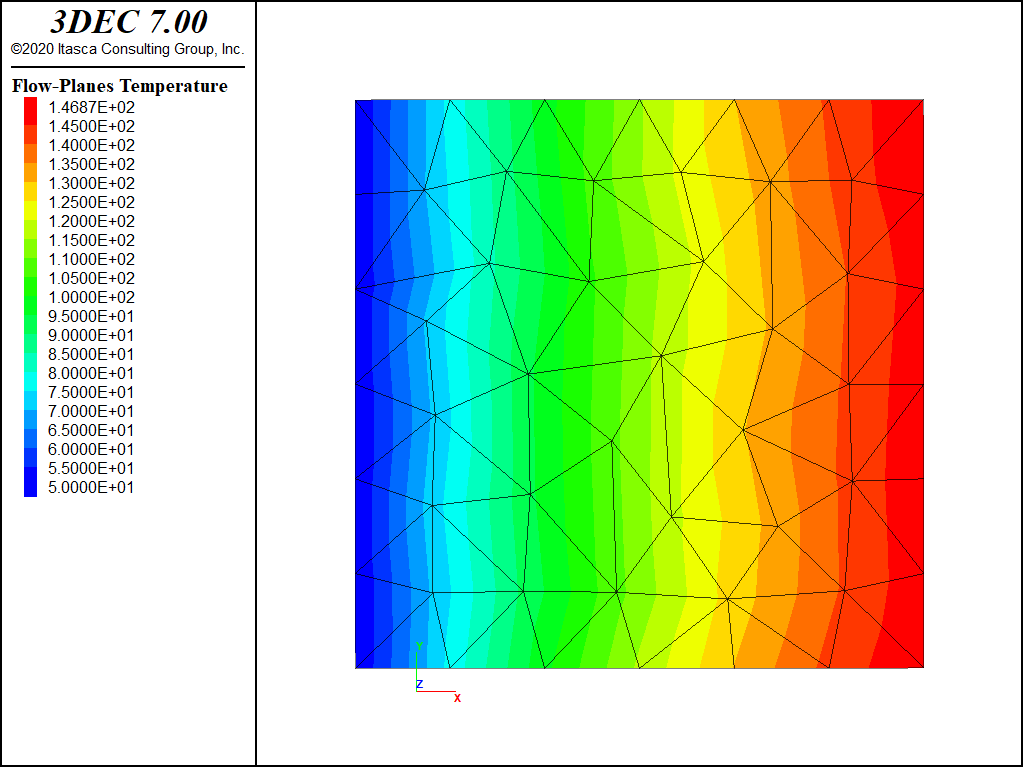 3DEC 7.00
©2020 Itasca Consulting Group, Inc.
Flow-Planes Temperature
1.4687E+02
1.4500E+02
1.4000E+02
1.3500E+02
1.3000E+02
1.2500E+02
1.2000E+02
1.1500E+02
1.1000E+02
1.0500E+02
1.0000E+02
9.5000E+01
9.0000E+01
8.5000E+01
8.0000E+01
7.5000E+01
7.0000E+01
6.5000E+01
6.0000E+01
5.5000E+01
5.0000E+01
Y
Z
X